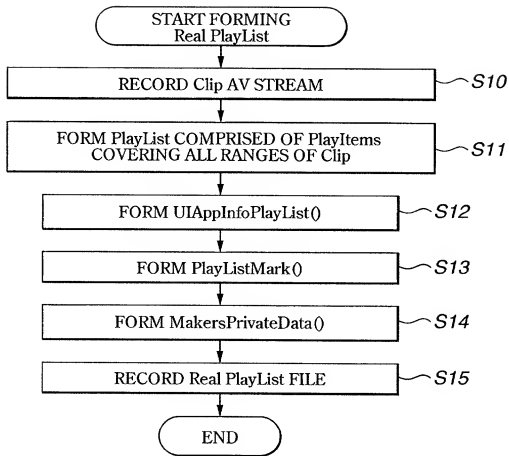 START FORMING
Real PlayList
RECORD Clip AV STREAM
S10
FORM PlayList COMPRISED OF PlayItems
COVERING ALL RANGES OF Clip
S11
FORM UIAppInfoPlayList()
S12
FORM PlayListMark()
S13
FORM MakersPrivateData()
S14
RECORD Real PlayList FILE
S15
END